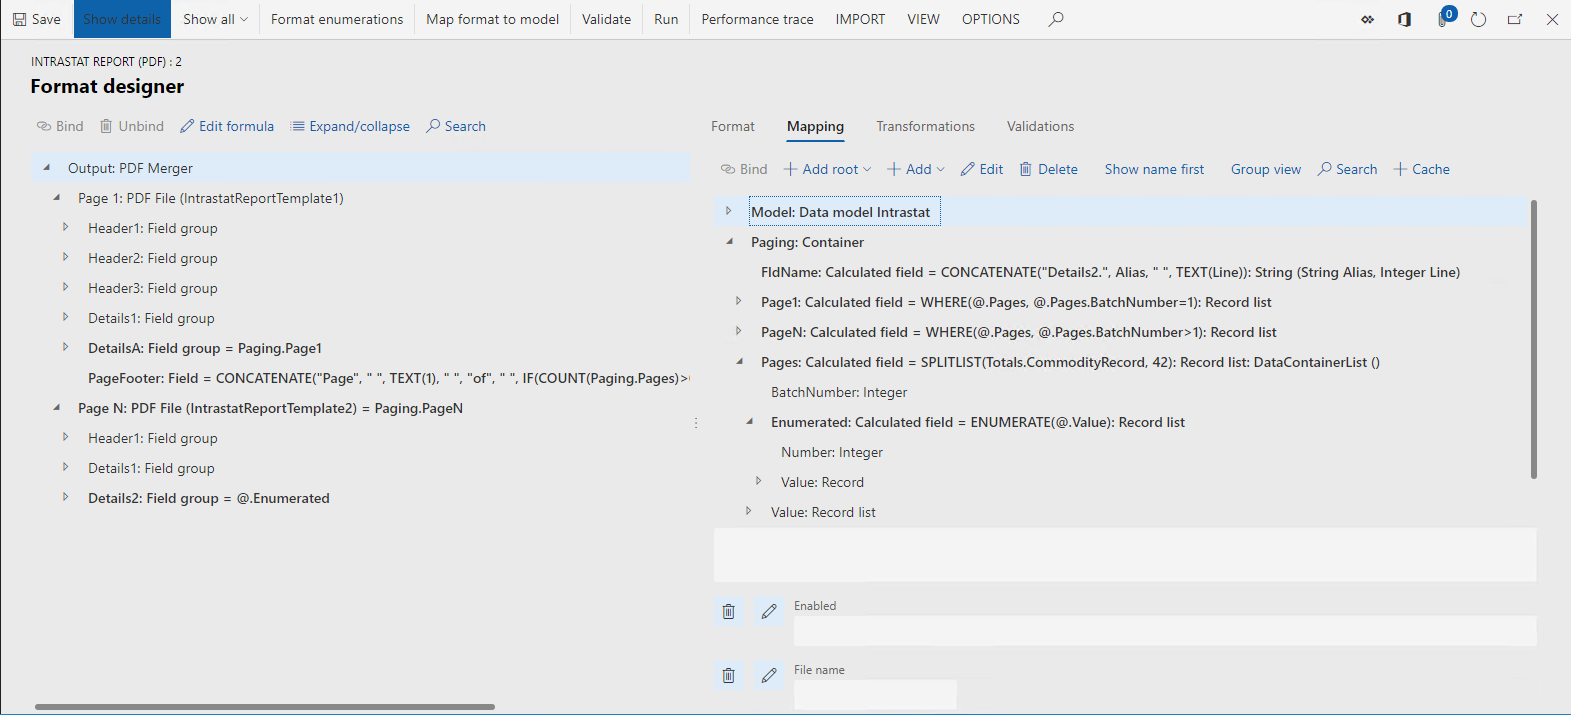 Save Show details Show all Format enumerations Map format to model Validate Run Performance trace IMPORT VIEW OPTIONS 0
INTRASTAT REPORT (PDF) : 2
Format designer
Bind Unbind Edit formula Expand/collapse Search
Output: PDF Merger
Page 1: PDF File (IntrastatReportTemplate1)
Header1: Field group
Header2: Field group
Header3: Field group
Details1: Field group
DetailsA: Field group = Paging.Page1
PageFooter: Field = CONCATENATE("Page", " ", TEXT(1), " ", "of", " ", IF(COUNT(Paging.Pages)>
Page N: PDF File (IntrastatReportTemplate2) = Paging.PageN
Header1: Field group
Details1: Field group
Details2: Field group = @.Enumerated
Format Mapping Transformations Validations
Bind Add root Add Edit Delete Show name first Group view Search Cache
Model: Data model Intrastat
Paging: Container
FldName: Calculated field = CONCATENATE("Details2.", Alias, " ", TEXT(Line)): String (String Alias, Integer Line)
Page1: Calculated field = WHERE(@.Pages, @.Pages.BatchNumber=1): Record list
PageN: Calculated field = WHERE(@.Pages, @.Pages.BatchNumber>1): Record list
Pages: Calculated field = SPLITLIST(Totals.CommodityRecord, 42): Record list: DataContainerList ()
BatchNumber: Integer
Enumerated: Calculated field = ENUMERATE(@.Value): Record list
Number: Integer
Value: Record
Value: Record list
Enabled
File name